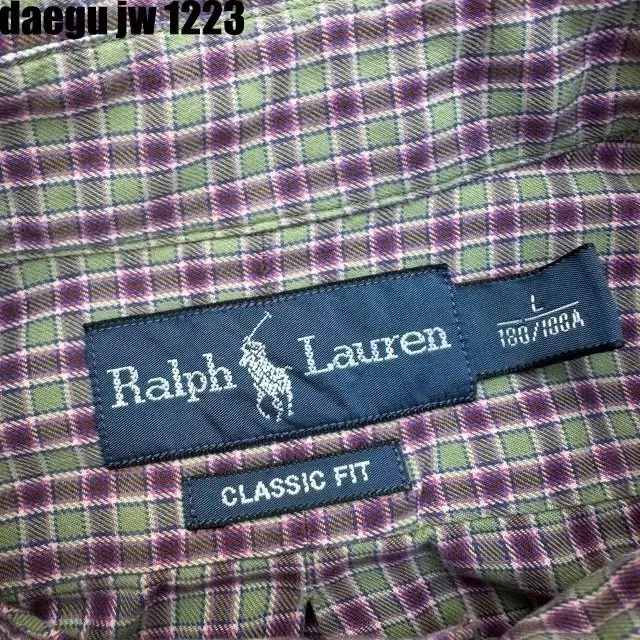 daegu jw 1223
Ralph Lauren
L
180/100A
CLASSIC FIT